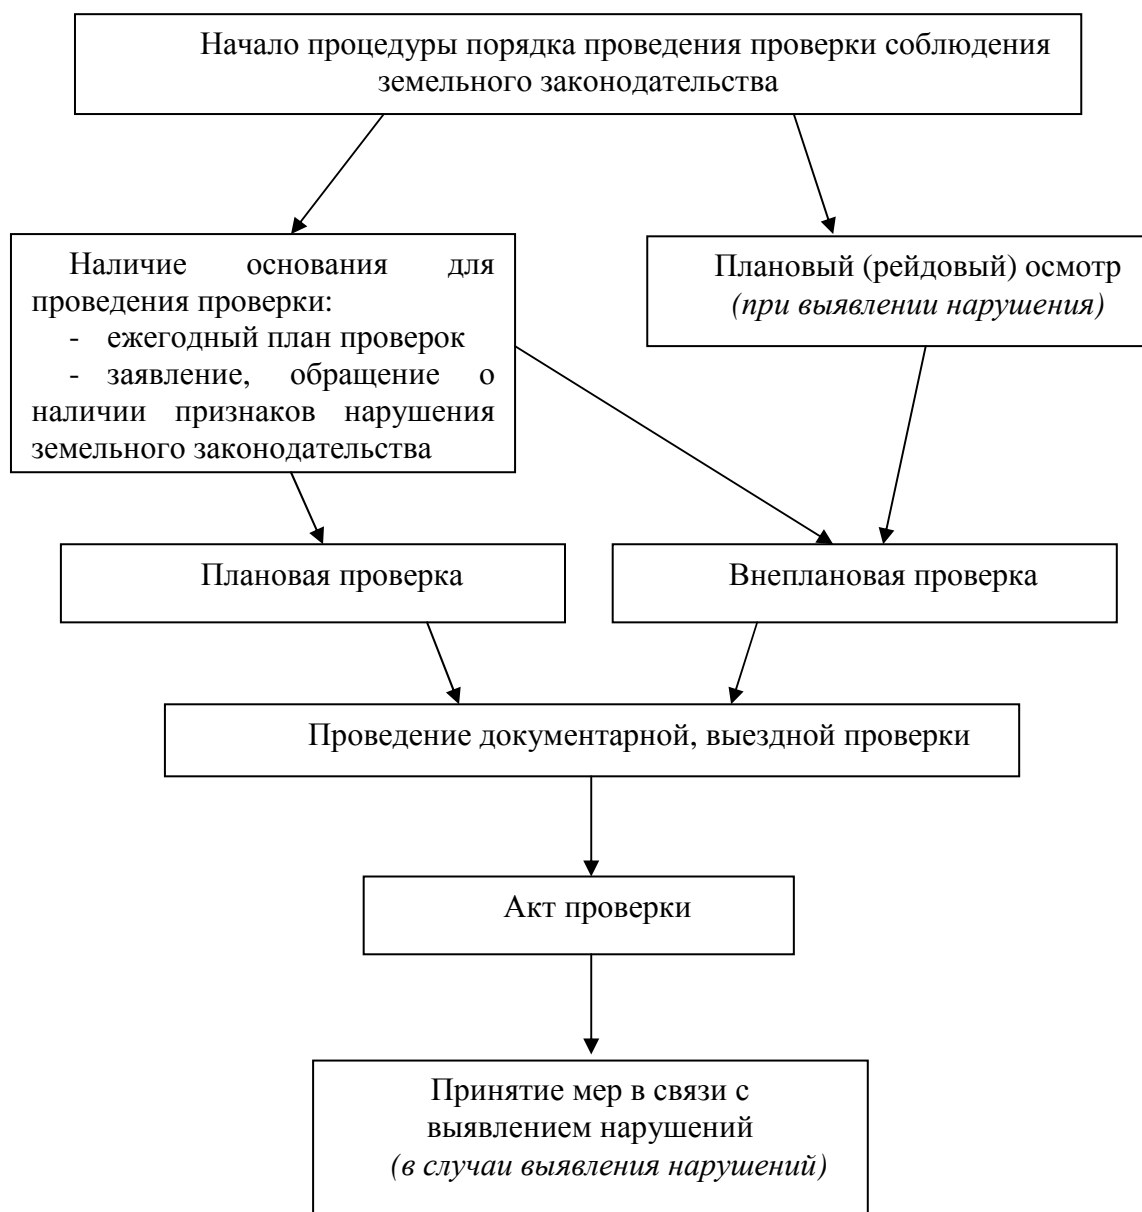 Начало процедуры порядка проведения проверки соблюдения
земельного законодательства
Наличие основания для
проведения проверки:
- ежегодный план проверок
- заявление, обращение о
наличии признаков нарушения
земельного законодательства
Плановый (рейдовый) осмотр
(при выявлении нарушения)
Плановая проверка
Внеплановая проверка
Проведение документарной, выездной проверки
Акт проверки
Принятие мер в связи с
выявлением нарушений
(в случаи выявления нарушений)